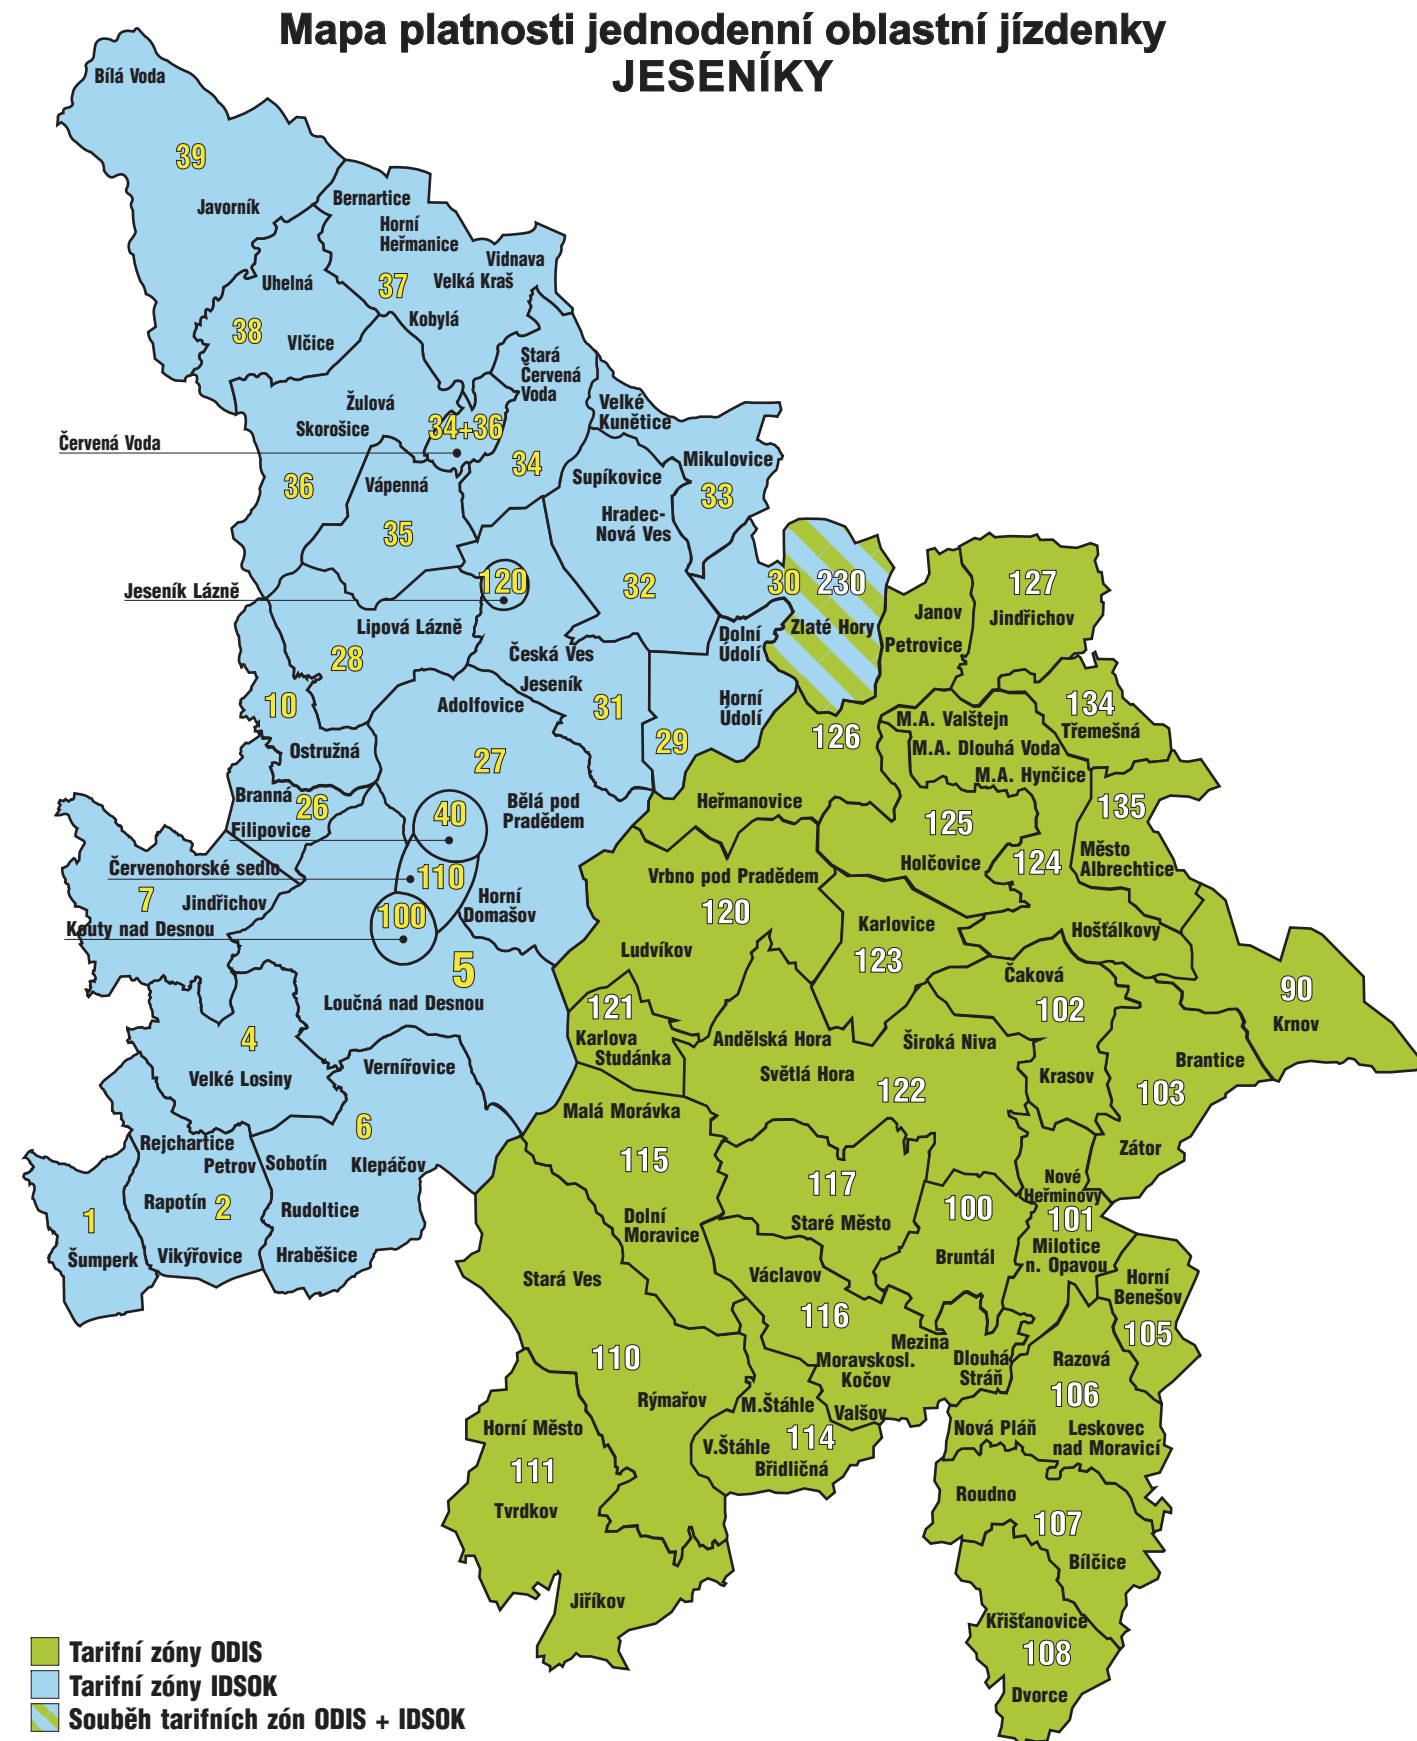 Mapa platnosti jednodenní oblastní jízdenky
JESENÍKY
Bílá Voda
39
Javorník
Bernartice
Horní
Heřmanice
Vidnava
Velká Kraš
37
Kobylá
Uhelná
38
Vlčice
Stará
Červená
Voda
34
Žulová
Skorošice
36
34+36
Červená Voda
Velké
Kunětice
Mikulovice
33
Supíkovice
Hradec-
Nová Ves
32
Vápenná
35
120
Jeseník Lázně
30
230
Zlaté Hory
Janov
Petrovice
127
Jindřichov
Lipová Lázně
28
Česká Ves
Jeseník
31
Dolní
Údolí
Horní
Údolí
29
10
Ostružná
Adolfovice
27
Bělá pod
Pradědem
Horní
Domašov
126
Heřmanovice
M.A. Valštejn
M.A. Dlouhá Voda
M.A. Hynčice
134
Třemešná
135
Město
Albrechtice
Branná
26
Filipovice
40
Červenohorské sedlo
110
7
Jindřichov
Kouty nad Desnou
100
5
Loučná nad Desnou
125
Holčovice
124
Hošťálkovy
Vrbno pod Pradědem
120
Ludvíkov
Karlovice
123
Čaková
102
90
Krnov
121
Karlova
Studánka
Andělská Hora
Světlá Hora
Široká Niva
122
Krasov
Brantice
103
Zátor
4
Velké Losiny
Vernířovice
6
Sobotín
Klepáčov
Rudoltice
Hraběšice
Rejchartice
Petrov
Rapotín
2
Vikýřovice
1
Šumperk
Malá Morávka
115
Dolní
Moravice
117
Staré Město
100
Bruntál
Nové
Heřminovy
101
Milotice
n. Opavou
Horní
Benešov
105
Stará Ves
110
Rýmařov
Václavov
116
Mezina
Moravskosl.
Kočov
Valšov
Dlouhá
Stráň
Razová
106
Nová Pláň
Leskovec
nad Moravicí
M.Štáhle
V.Štáhle
114
Břidličná
Horní Město
111
Tvrdkov
Jiříkov
Roudno
107
Bílčice
Křišťanovice
108
Dvorce
Tarifní zóny ODIS
Tarifní zóny IDSOK
Souběh tarifních zón ODIS + IDSOK